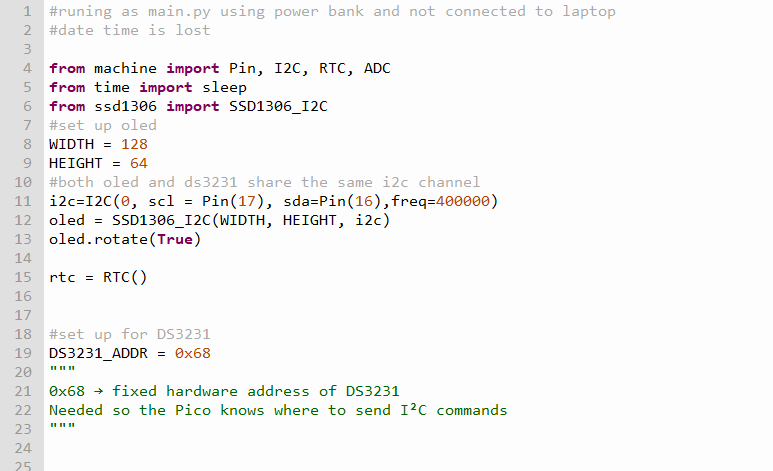 1 #runing as main.py using power bank and not connected to laptop
2 #date time is lost
3
4 from machine import Pin, I2C, RTC, ADC
5 from time import sleep
6 from ssd1306 import SSD1306_I2C
7 #set up oled
8 WIDTH = 128
9 HEIGHT = 64
10 #both oled and ds3231 share the same i2c channel
11 i2c=I2C(0, scl = Pin(17), sda=Pin(16),freq=400000)
12 oled = SSD1306_I2C(WIDTH, HEIGHT, i2c)
13 oled.rotate(True)
14
15 rtc = RTC()
16
17
18 #set up for DS3231
19 DS3231_ADDR = 0x68
20 """
21 0x68 → fixed hardware address of DS3231
22 Needed so the Pico knows where to send I²C commands
23 """
24
25